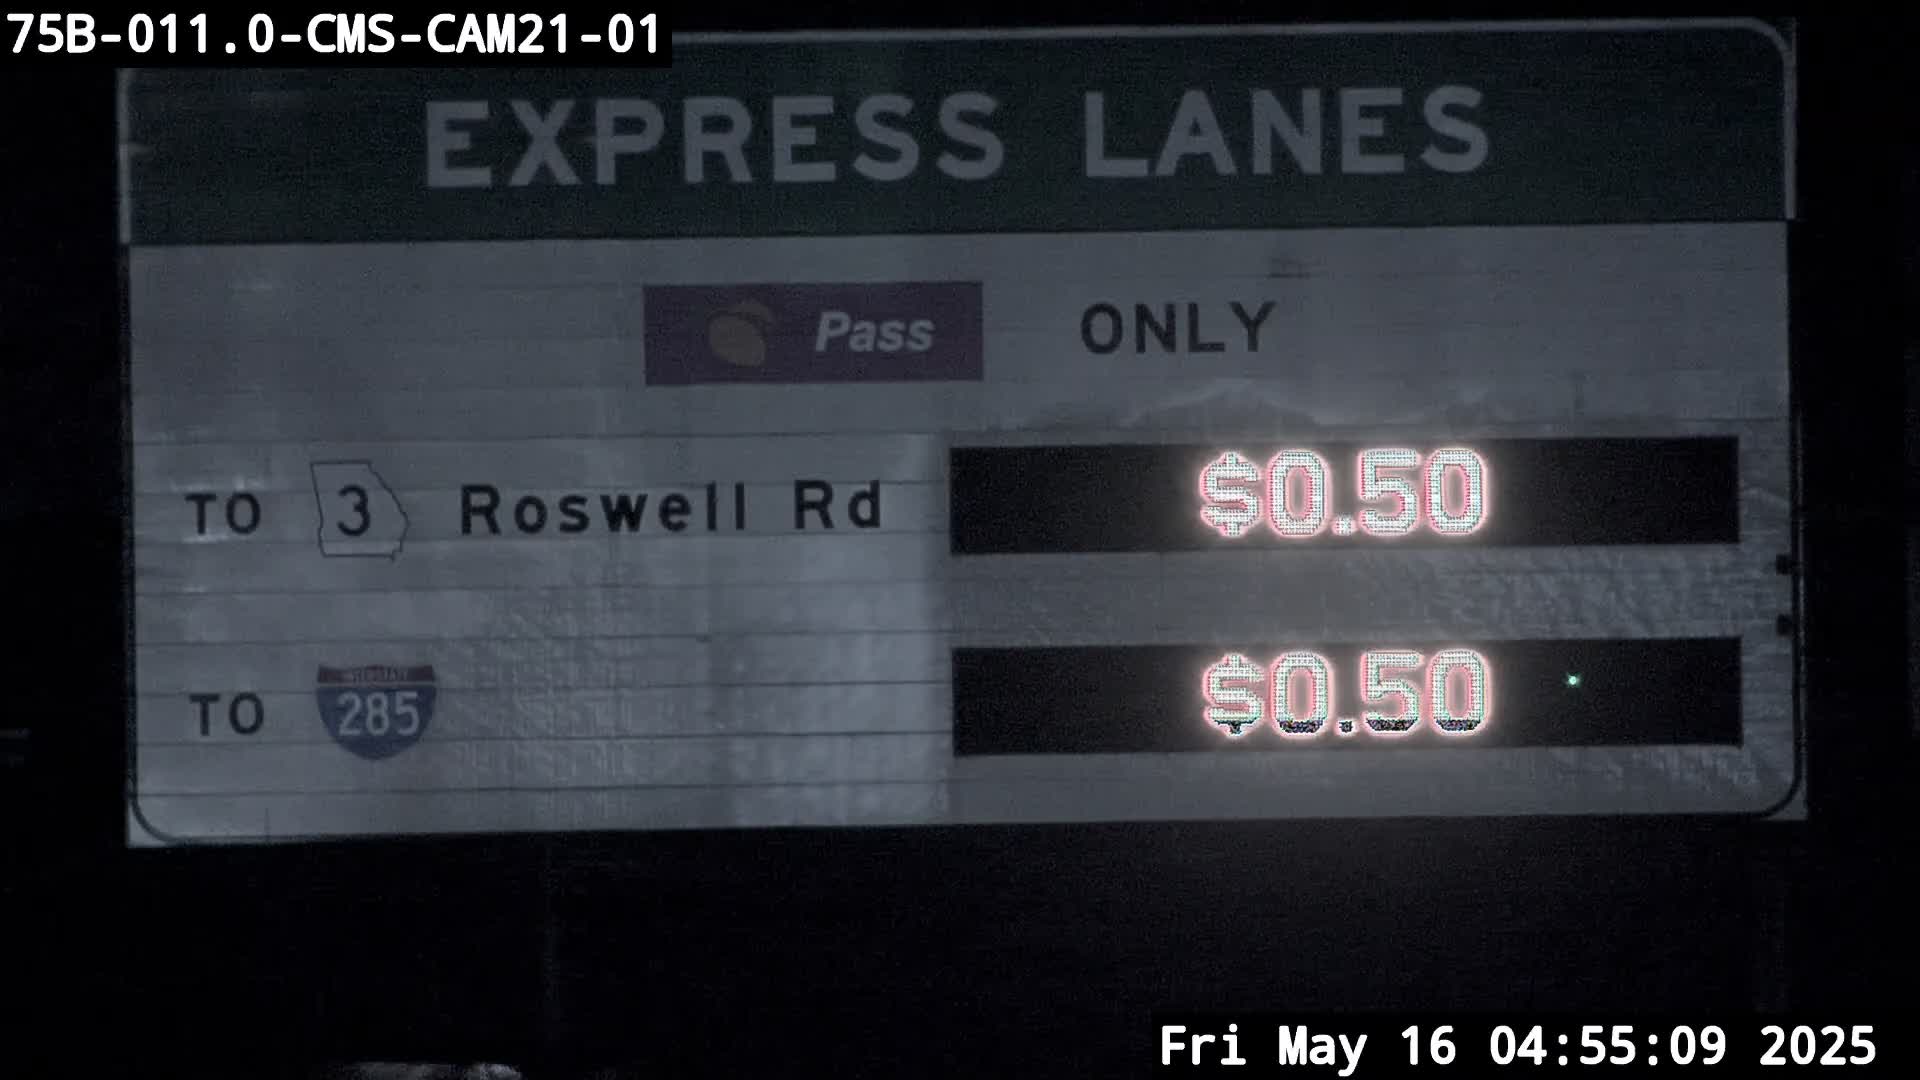 75B-011.0-CMS-CAM21-01
EXPRESS LANES
Pass ONLY
TO 3 Roswell Rd $0.50
TO INTERSTATE 285 $0.50
Fri May 16 04:55:09 2025